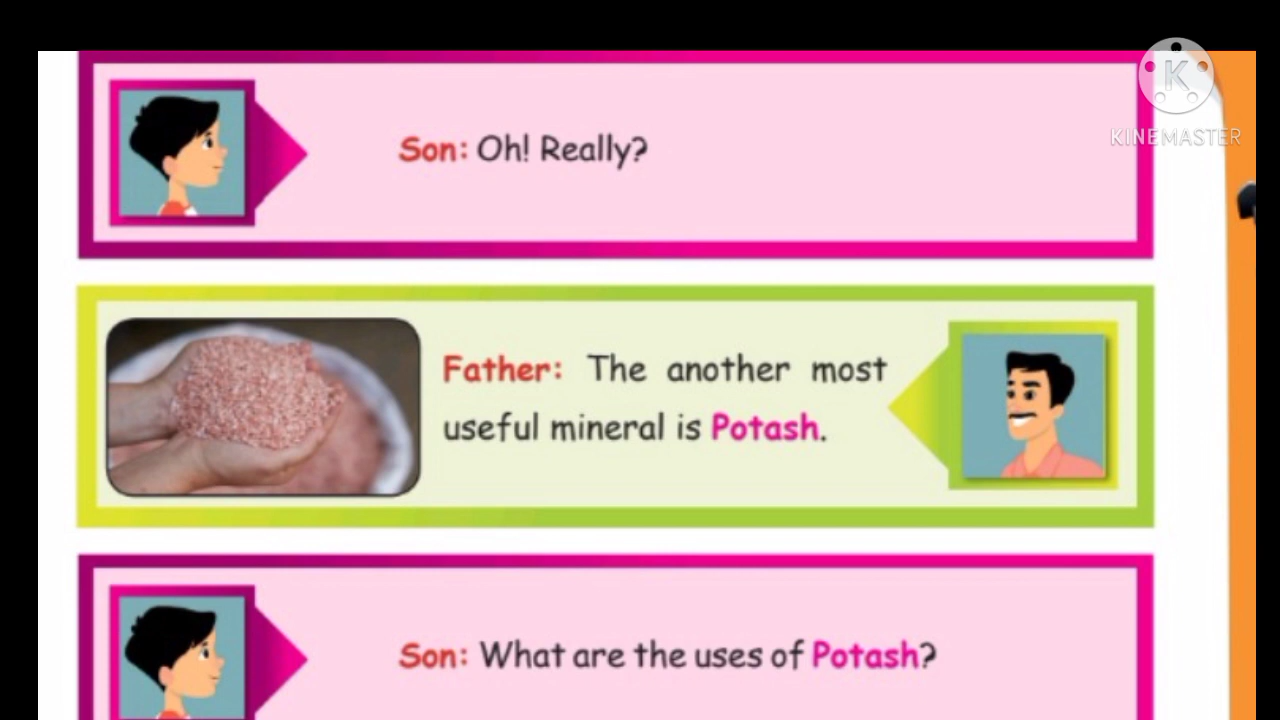 K
KINEMASTER
Son: Oh! Really?
Father: The another most
useful mineral is Potash.
Son: What are the uses of Potash?